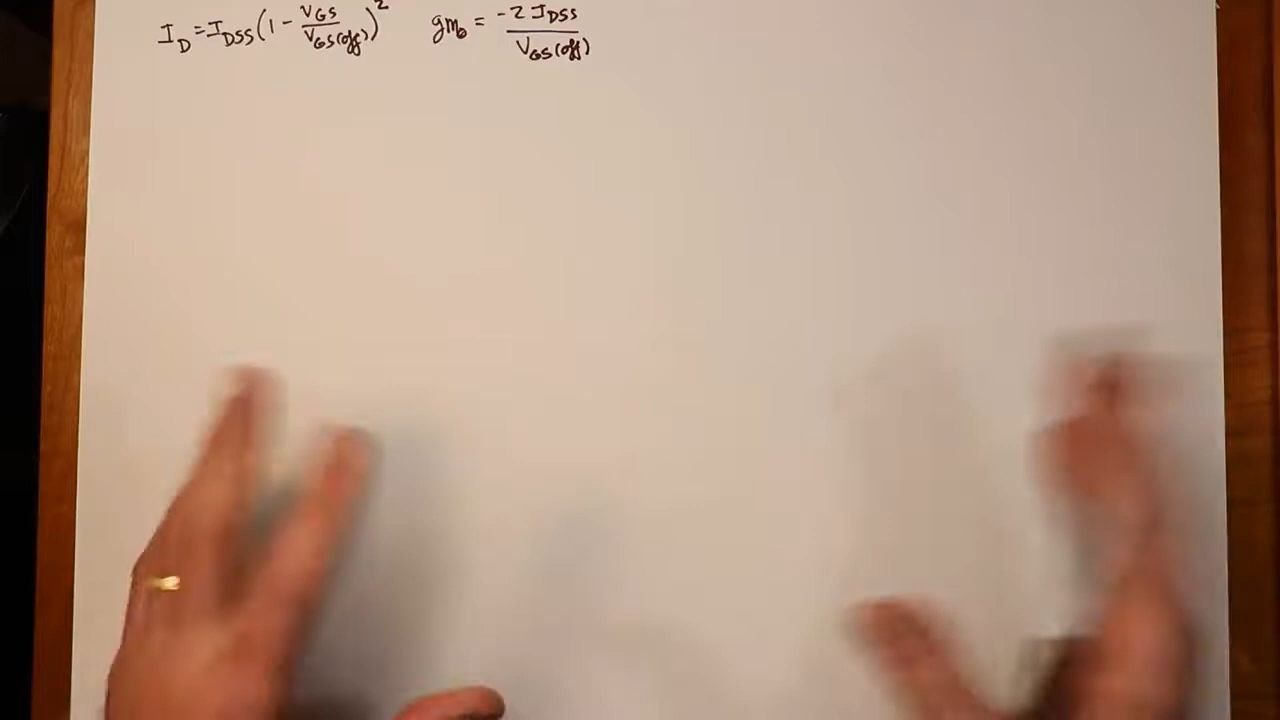 I_D = I_DSS (1 - V_GS / V_GS(off))^2
gm_0 = -2 I_DSS / V_GS(off)